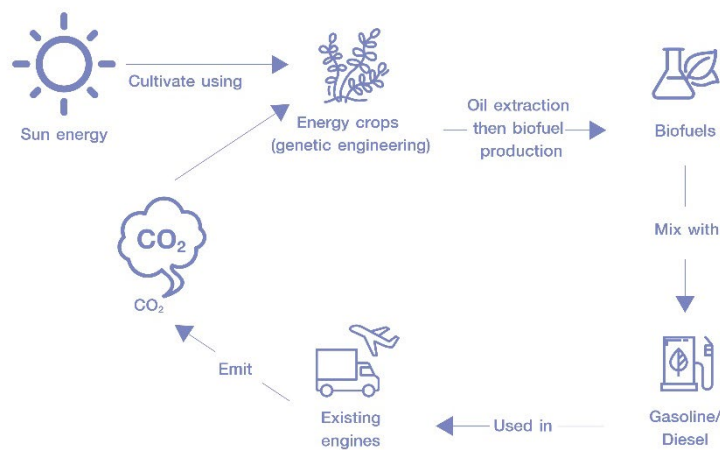 Sun energy
Cultivate using
Energy crops
(genetic engineering)
Oil extraction
then biofuel
production
Biofuels
Mix with
Gasoline/
Diesel
Used in
Existing
engines
Emit
CO₂
CO₂